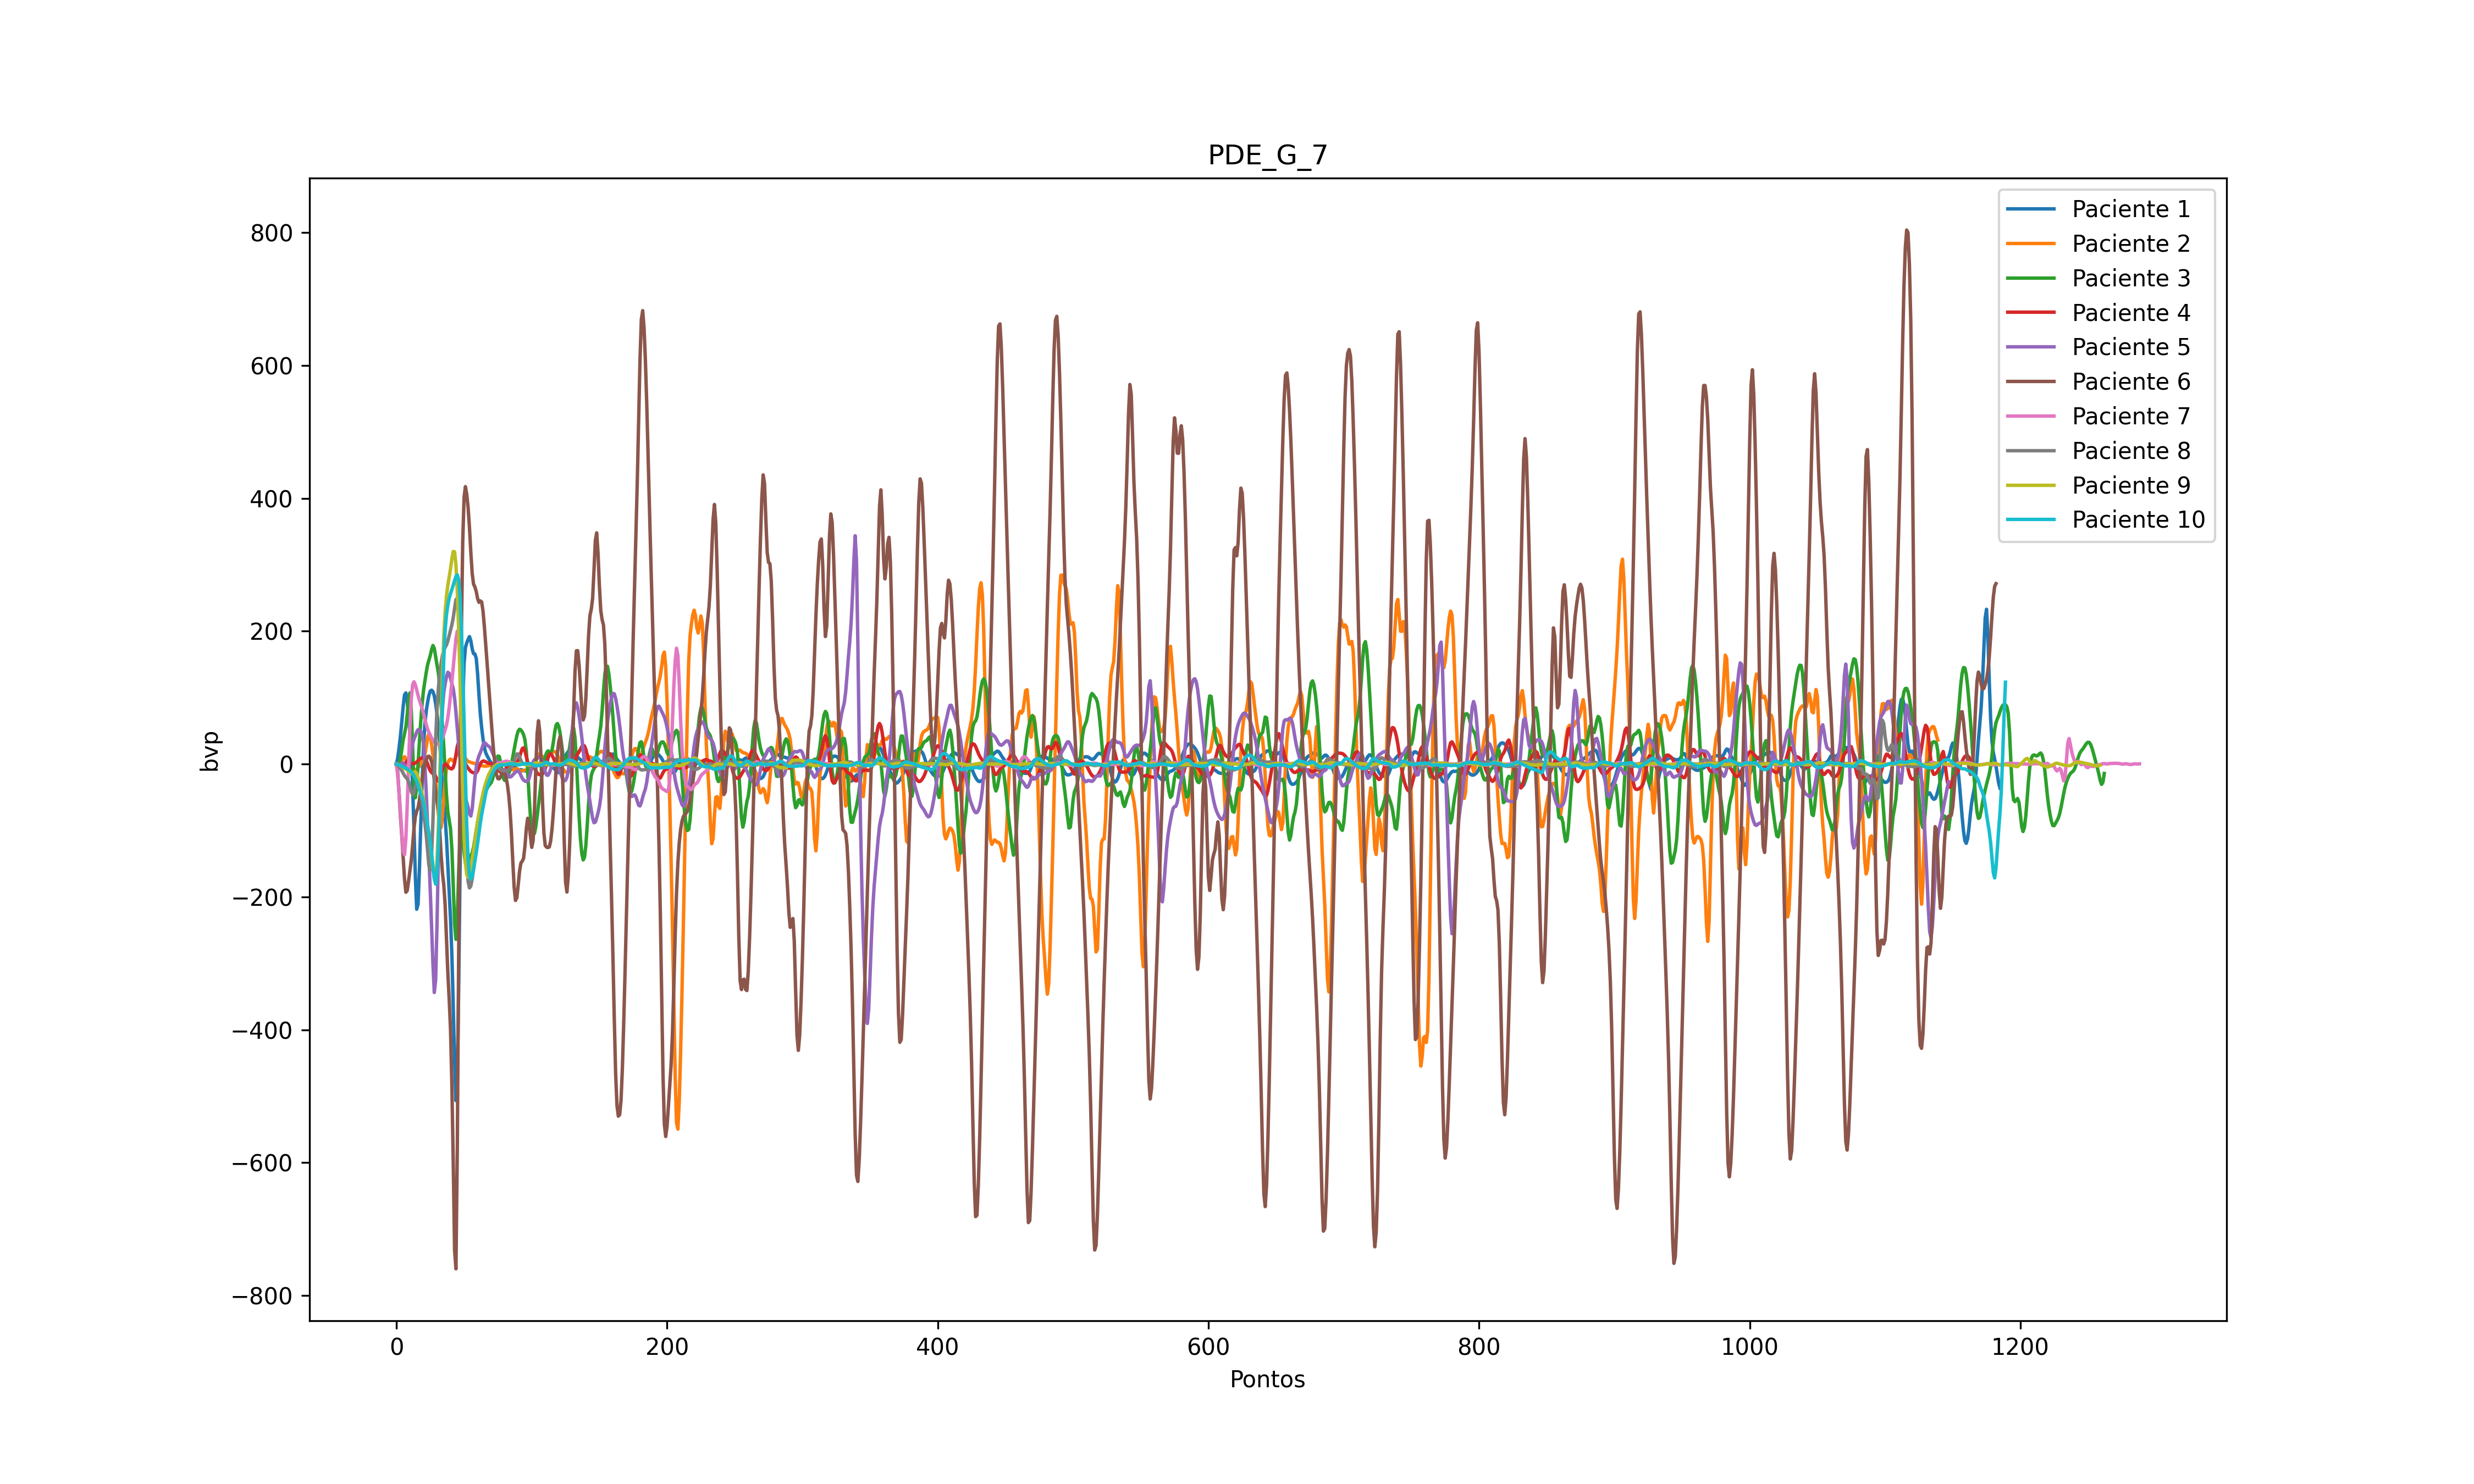 PDE_G_7
Paciente 1
Paciente 2
Paciente 3
Paciente 4
Paciente 5
Paciente 6
Paciente 7
Paciente 8
Paciente 9
Paciente 10
bvp
800
600
400
200
0
−200
−400
−600
−800
0 200 400 600 800 1000 1200
Pontos